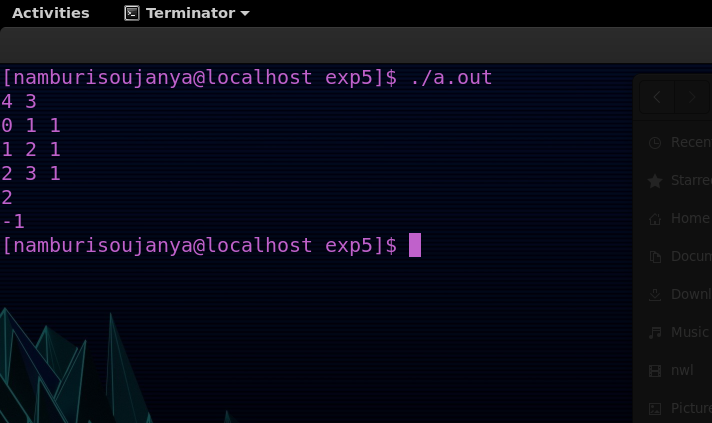 Activities Terminator
[namburisoujanya@localhost exp5]$ ./a.out
4 3
0 1 1
1 2 1
2 3 1
2
-1
[namburisoujanya@localhost exp5]$
Recen
Starre
Home
Docum
Downl
Music
nwl
Picture